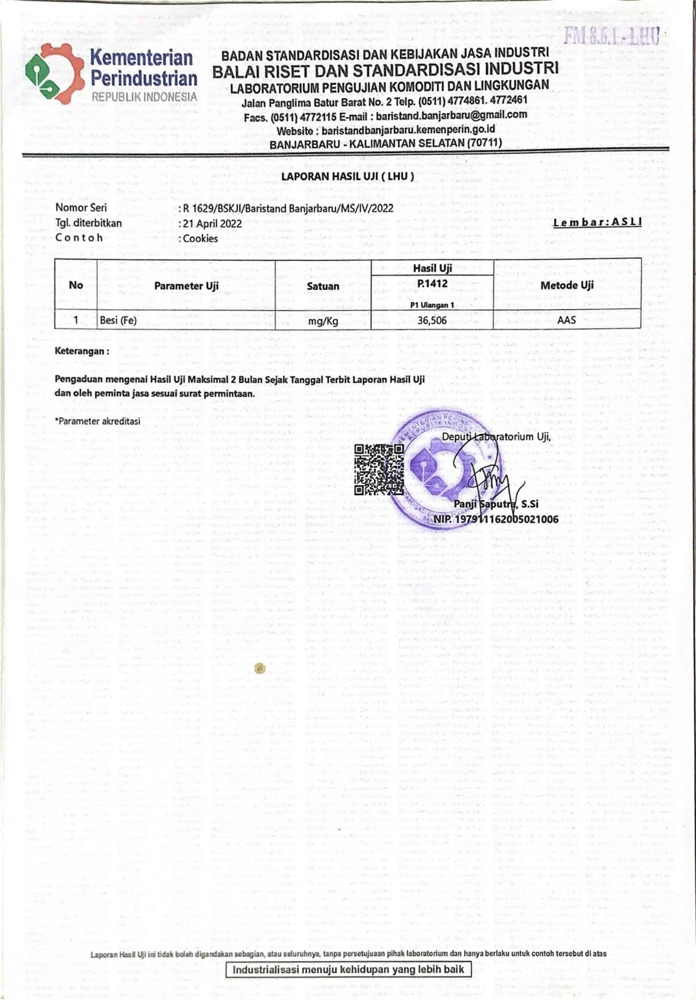 FM 8.6.1.-LHU
Kementerian
Perindustrian
REPUBLIK INDONESIA
BADAN STANDARDISASI DAN KEBIJAKAN JASA INDUSTRI
BALAI RISET DAN STANDARDISASI INDUSTRI
LABORATORIUM PENGUJIAN KOMODITI DAN LINGKUNGAN
Jalan Panglima Batur Barat No. 2 Telp. (0511) 4774861. 4772461
Facs. (0511) 4772115 E-mail : baristand.banjarbaru@gmail.com
Website : baristandbanjarbaru.kemenperin.go.id
BANJARBARU - KALIMANTAN SELATAN (70711)
LAPORAN HASIL UJI ( LHU )
Nomor Seri : R 1629/BSKJI/Baristand Banjarbaru/MS/IV/2022
Tgl. diterbitkan : 21 April 2022
Lembar: ASLI
Contoh : Cookies
No Parameter Uji Satuan Hasil Uji Metode Uji
P.1412
P1 Ulangan 1
1 Besi (Fe) mg/Kg 36,506 AAS
Keterangan :
Pengaduan mengenai Hasil Uji Maksimal 2 Bulan Sejak Tanggal Terbit Laporan Hasil Uji
dan oleh peminta jasa sesuai surat permintaan.
*Parameter akreditasi
KEMENTERIAN PERIND
REPUBLIK INDON
Deputi Laboratorium Uji,
Panji Saputra, S.Si
NIP. 197911162005021006
Laporan Hasil Uji ini tidak boleh digandakan sebagian, atau seluruhnya, tanpa persetujuaan pihak laboratorium dan hanya berlaku untuk contoh tersebut di atas
Industrialisasi menuju kehidupan yang lebih baik